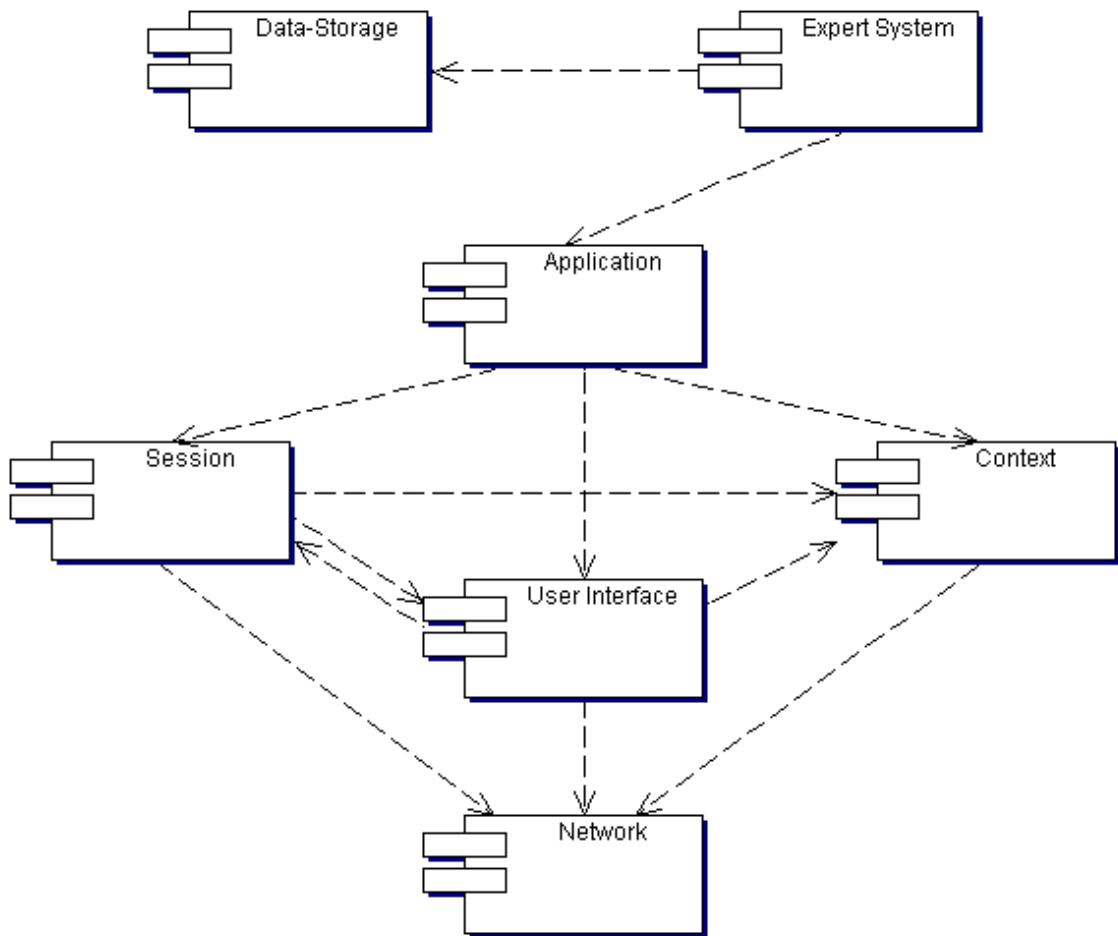 Data-Storage
Expert System
Application
Session
Context
User Interface
Network